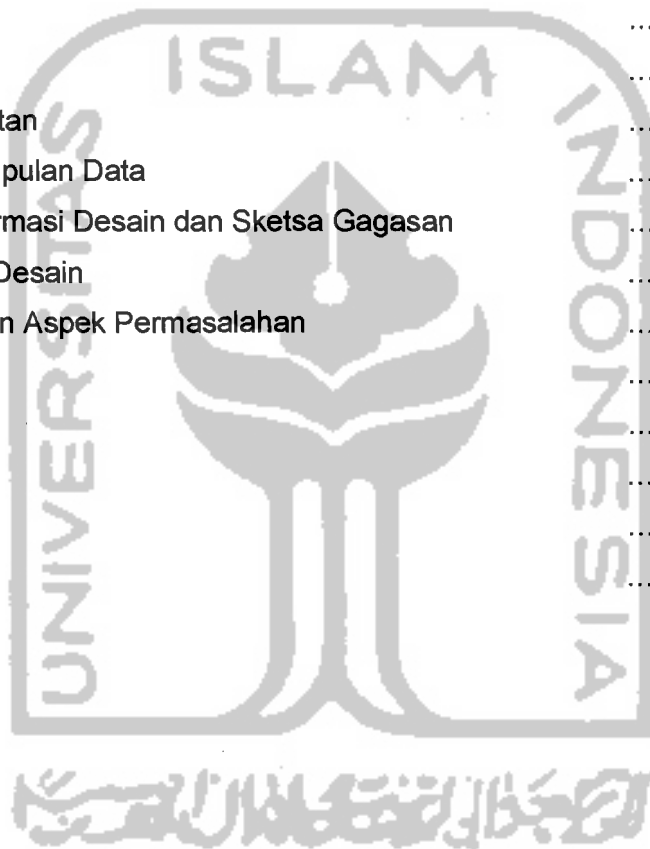 ISLAM
UNIVERSITAS
INDONESIA
...
...
tan ...
pulan Data ...
rmasi Desain dan Sketsa Gagasan ...
Desain ...
n Aspek Permasalahan ...
...
...
...
...
...